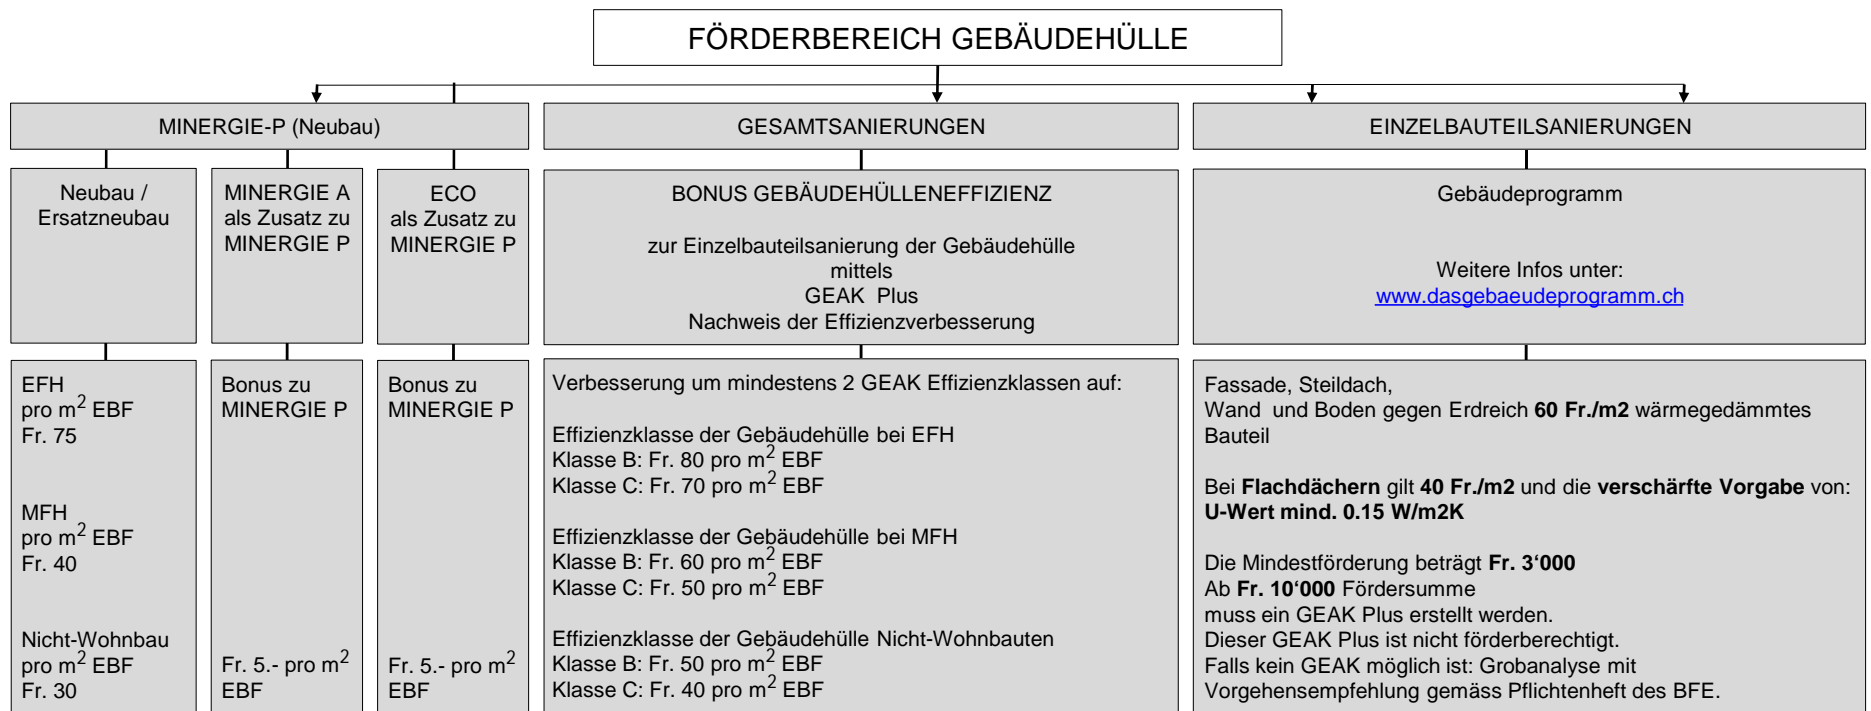 FÖRDERBEREICH GEBÄUDEHÜLLE
MINERGIE-P (Neubau)
Neubau /
Ersatzneubau
MINERGIE A
als Zusatz zu
MINERGIE P
ECO
als Zusatz zu
MINERGIE P
EFH
pro m² EBF
Fr. 75
MFH
pro m² EBF
Fr. 40
Nicht-Wohnbau
pro m² EBF
Fr. 30
Bonus zu
MINERGIE P
Fr. 5.- pro m²
EBF
Bonus zu
MINERGIE P
Fr. 5.- pro m²
EBF
GESAMTSANIERUNGEN
BONUS GEBÄUDEHÜLLENEFFIZIENZ
zur Einzelbauteilsanierung der Gebäudehülle
mittels
GEAK Plus
Nachweis der Effizienzverbesserung
Verbesserung um mindestens 2 GEAK Effizienzklassen auf:
Effizienzklasse der Gebäudehülle bei EFH
Klasse B: Fr. 80 pro m² EBF
Klasse C: Fr. 70 pro m² EBF
Effizienzklasse der Gebäudehülle bei MFH
Klasse B: Fr. 60 pro m² EBF
Klasse C: Fr. 50 pro m² EBF
Effizienzklasse der Gebäudehülle Nicht-Wohnbauten
Klasse B: Fr. 50 pro m² EBF
Klasse C: Fr. 40 pro m² EBF
EINZELBAUTEILSANIERUNGEN
Gebäudeprogramm
Weitere Infos unter:
www.dasgebaeudeprogramm.ch
Fassade, Steildach,
Wand und Boden gegen Erdreich 60 Fr./m2 wärmegedämmtes
Bauteil
Bei Flachdächern gilt 40 Fr./m2 und die verschärfte Vorgabe von:
U-Wert mind. 0.15 W/m2K
Die Mindestförderung beträgt Fr. 3‘000
Ab Fr. 10‘000 Fördersumme
muss ein GEAK Plus erstellt werden.
Dieser GEAK Plus ist nicht förderberechtigt.
Falls kein GEAK möglich ist: Grobanalyse mit
Vorgehensempfehlung gemäss Pflichtenheft des BFE.